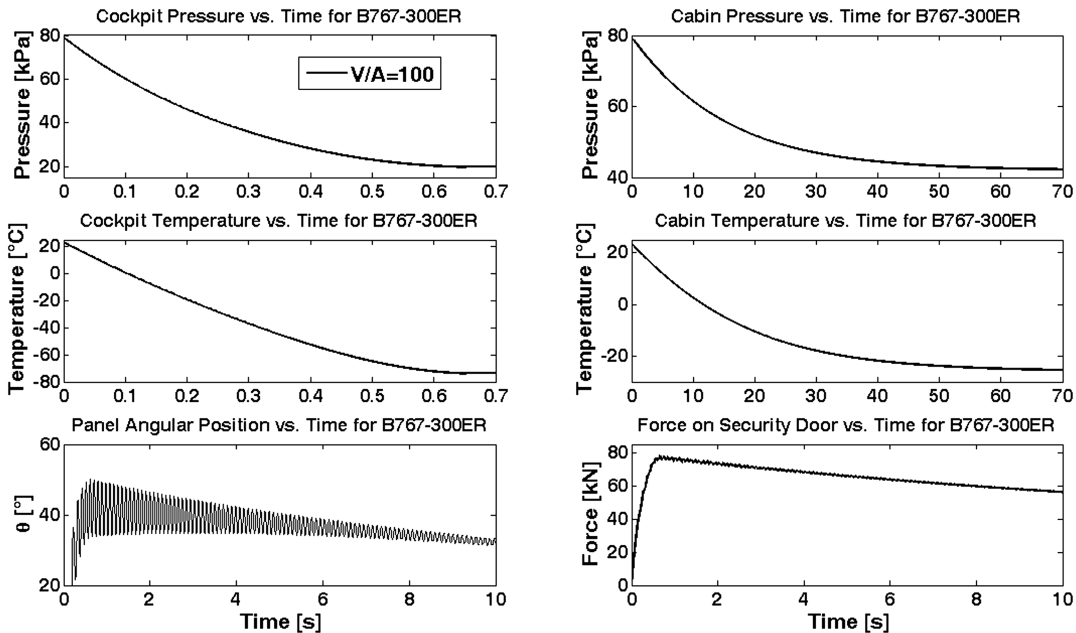 Cockpit Pressure vs. Time for B767-300ER
Pressure [kPa]
80
60
40
20
V/A=100
0 0.1 0.2 0.3 0.4 0.5 0.6 0.7
Cabin Pressure vs. Time for B767-300ER
Pressure [kPa]
80
60
40
0 10 20 30 40 50 60 70
Cockpit Temperature vs. Time for B767-300ER
Temperature [°C]
20
0
-20
-40
-60
-80
0 0.1 0.2 0.3 0.4 0.5 0.6 0.7
Cabin Temperature vs. Time for B767-300ER
Temperature [°C]
20
0
-20
0 10 20 30 40 50 60 70
Panel Angular Position vs. Time for B767-300ER
θ [°]
60
40
20
0 2 4 6 8 10
Time [s]
Force on Security Door vs. Time for B767-300ER
Force [kN]
80
60
40
20
0
0 2 4 6 8 10
Time [s]